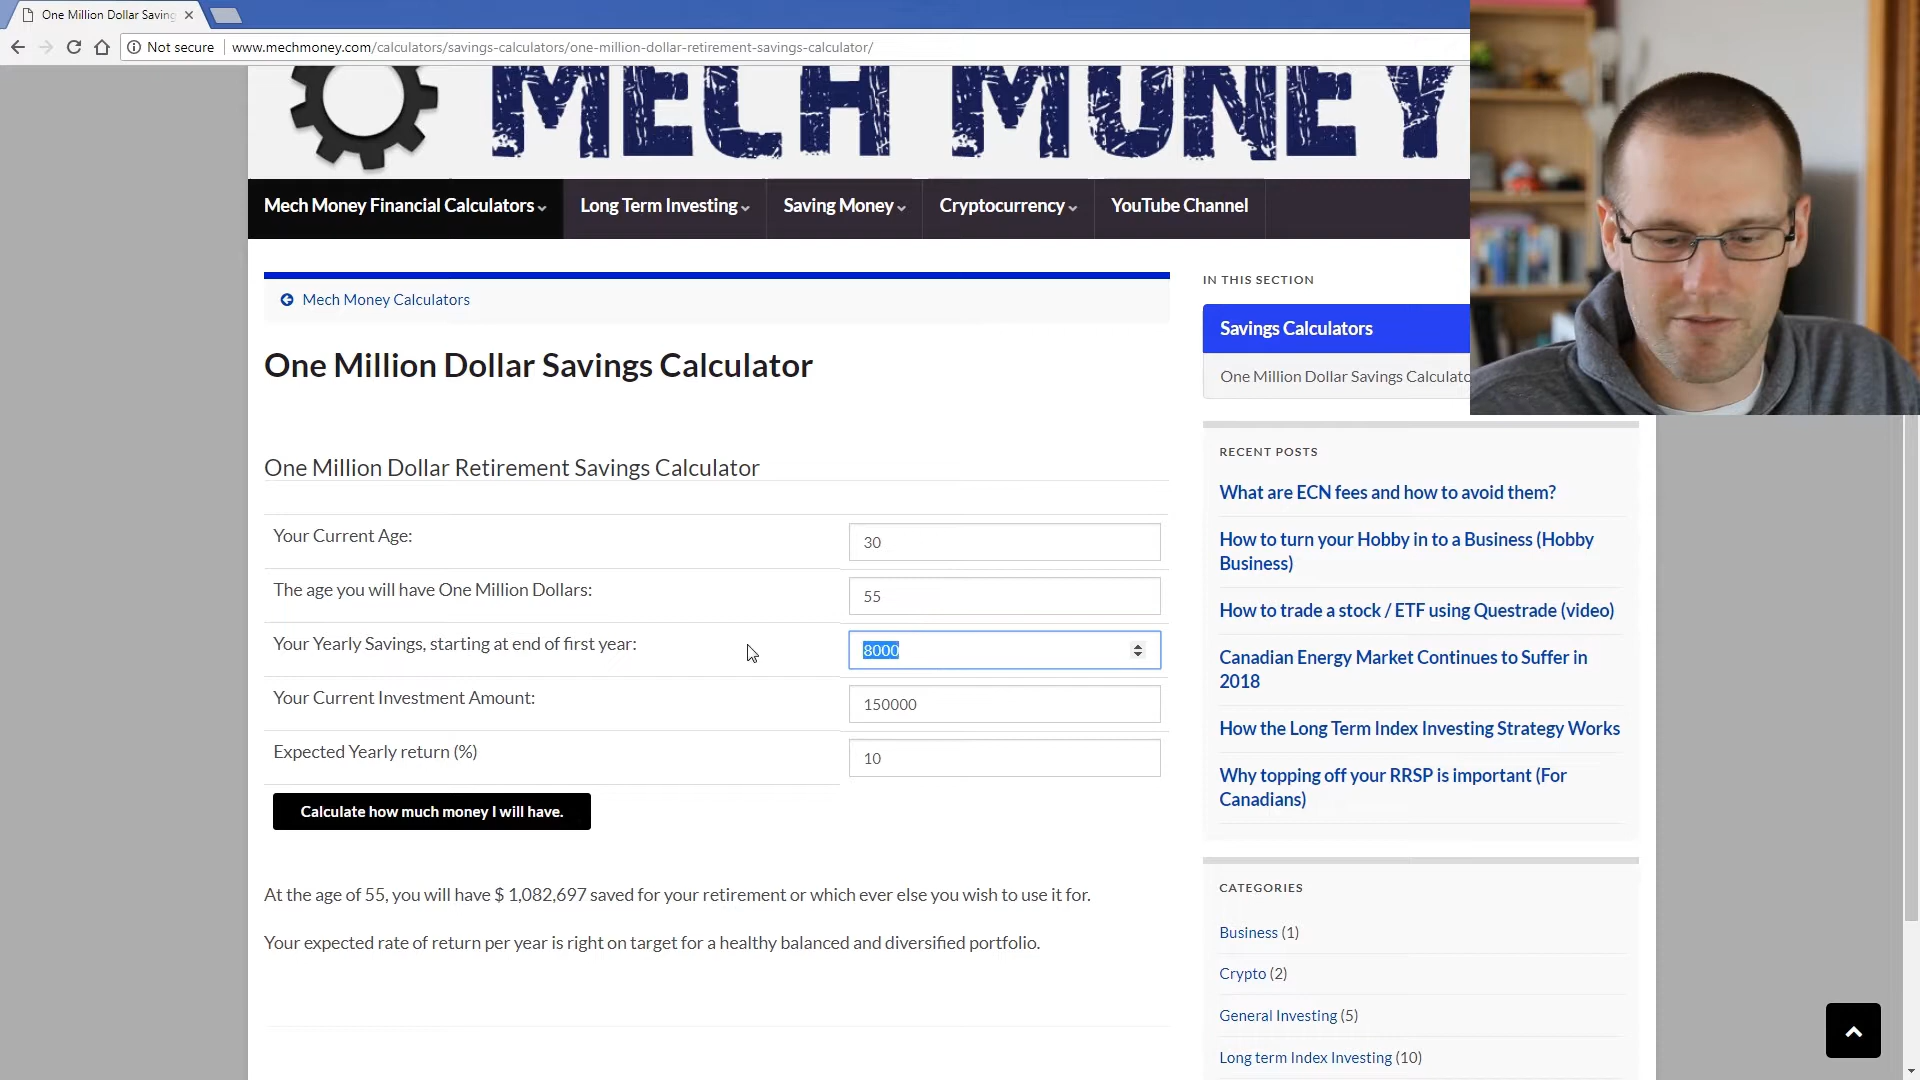 One Million Dollar Saving
Not secure
www.mechmoney.com/calculators/savings-calculators/one-million-dollar-retirement-savings-calculator/
MECH MONEY
Mech Money Financial Calculators
Long Term Investing
Saving Money
Cryptocurrency
YouTube Channel
Mech Money Calculators
One Million Dollar Savings Calculator
One Million Dollar Retirement Savings Calculator
Your Current Age:
30
The age you will have One Million Dollars:
55
Your Yearly Savings, starting at end of first year:
8000
Your Current Investment Amount:
150000
Expected Yearly return (%)
10
Calculate how much money I will have.
At the age of 55, you will have $ 1,082,697 saved for your retirement or which ever else you wish to use it for.
Your expected rate of return per year is right on target for a healthy balanced and diversified portfolio.
IN THIS SECTION
Savings Calculators
One Million Dollar Savings Calculato
RECENT POSTS
What are ECN fees and how to avoid them?
How to turn your Hobby in to a Business (Hobby
Business)
How to trade a stock / ETF using Questrade (video)
Canadian Energy Market Continues to Suffer in
2018
How the Long Term Index Investing Strategy Works
Why topping off your RRSP is important (For
Canadians)
CATEGORIES
Business (1)
Crypto (2)
General Investing (5)
Long term Index Investing (10)